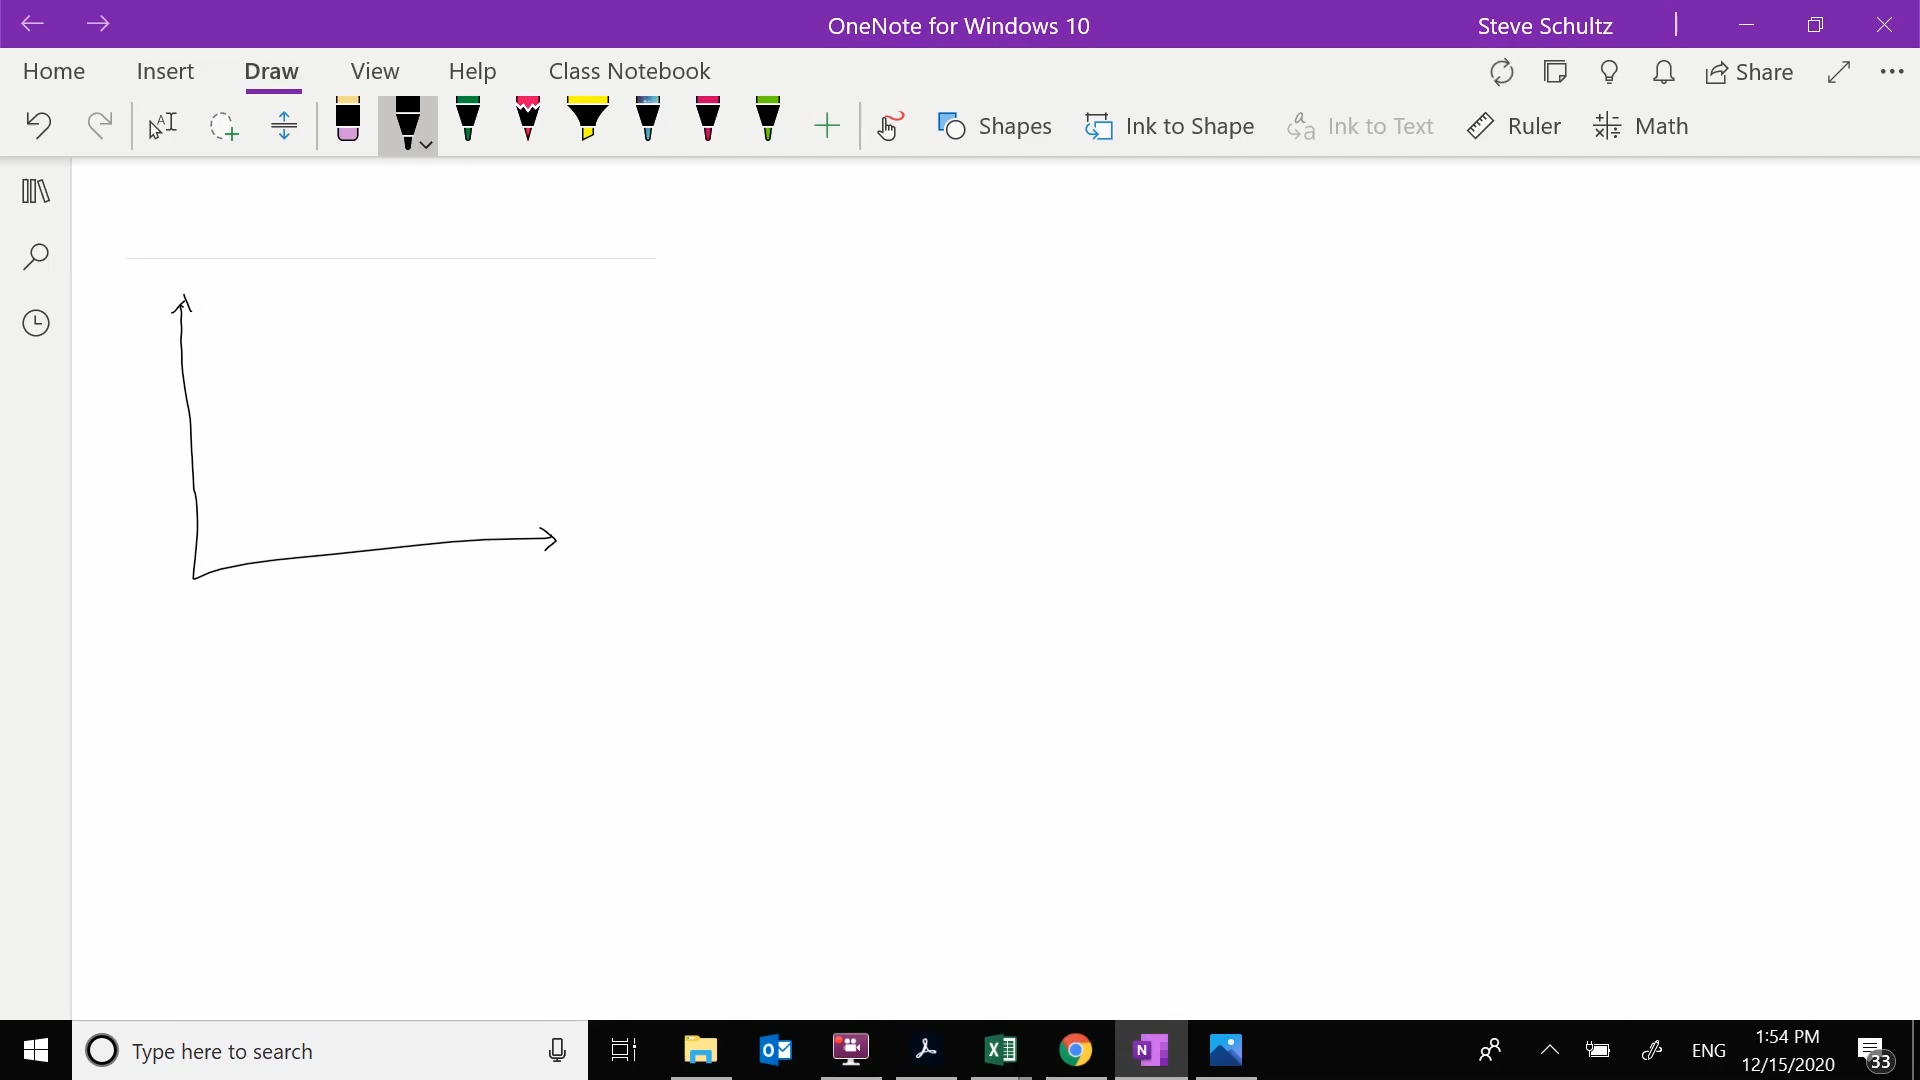 OneNote for Windows 10
Steve Schultz
Home Insert Draw View Help Class Notebook
Share
Shapes Ink to Shape Ink to Text Ruler Math
Type here to search
ENG
1:54 PM
12/15/2020
33